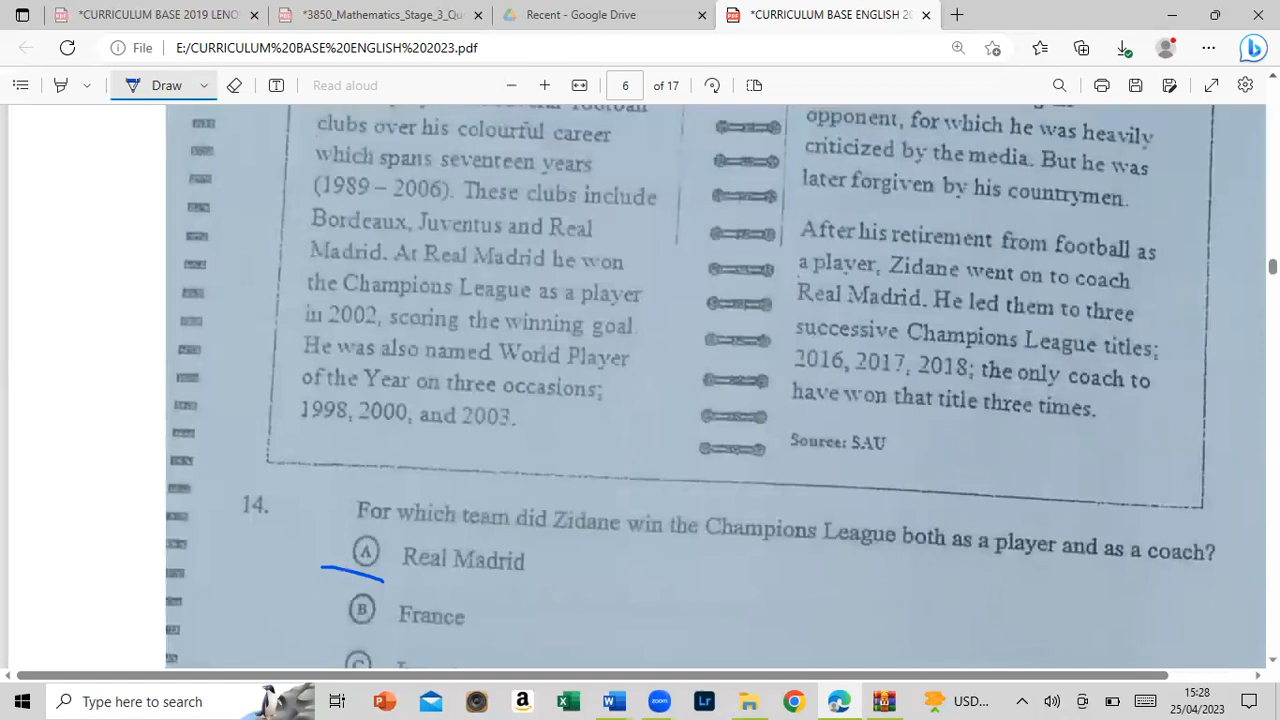 *CURRICULUM BASE 2019 LENO
*3850_Mathematics_Stage_3_Qu
Recent - Google Drive
*CURRICULUM BASE ENGLISH 20
File
E:/CURRICULUM%20BASE%20ENGLISH%202023.pdf
Draw
Read aloud
6
of 17
football
clubs over his colourful career
which spans seventeen years
(1989 – 2006). These clubs include
Bordeaux, Juventus and Real
Madrid. At Real Madrid he won
the Champions League as a player
in 2002, scoring the winning goal
He was also named World Player
of the Year on three occasions;
1998, 2000, and 2003.
opponent, for which he was heavily
criticized by the media. But he was
later forgiven by his countrymen.
After his retirement from football as
a player, Zidane went on to coach
Real Madrid. He led them to three
successive Champions League titles;
2016, 2017, 2018; the only coach to
have won that title three times.
Source: SAU
14.
For which team did Zidane win the Champions League both as a player and as a coach?
A Real Madrid
B France
C
Type here to search
USD...
15:28
25/04/2023